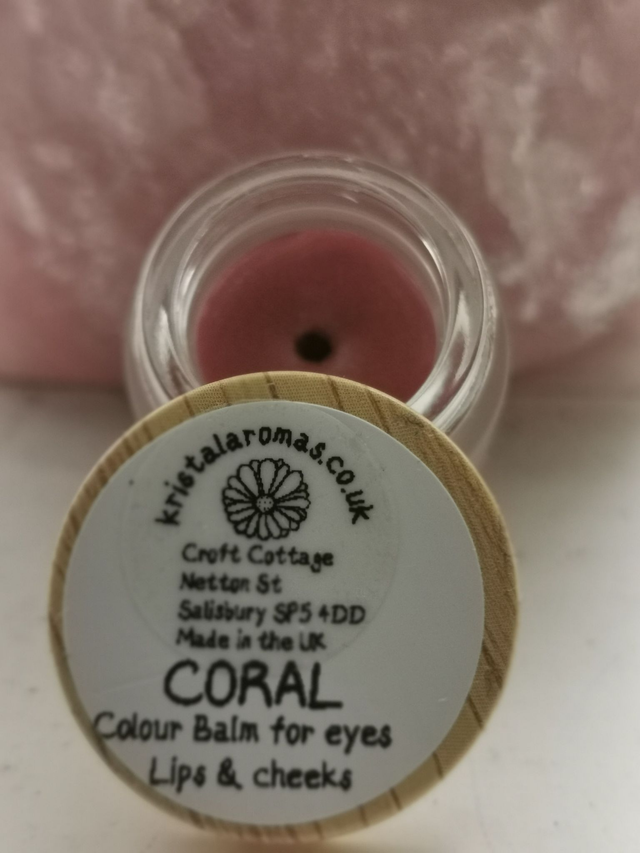 kristalaromas.co.uk
Croft Cottage
Netton St
Salisbury SP5 4DD
Made in the UK
CORAL
Colour Balm for eyes
Lips & cheeks